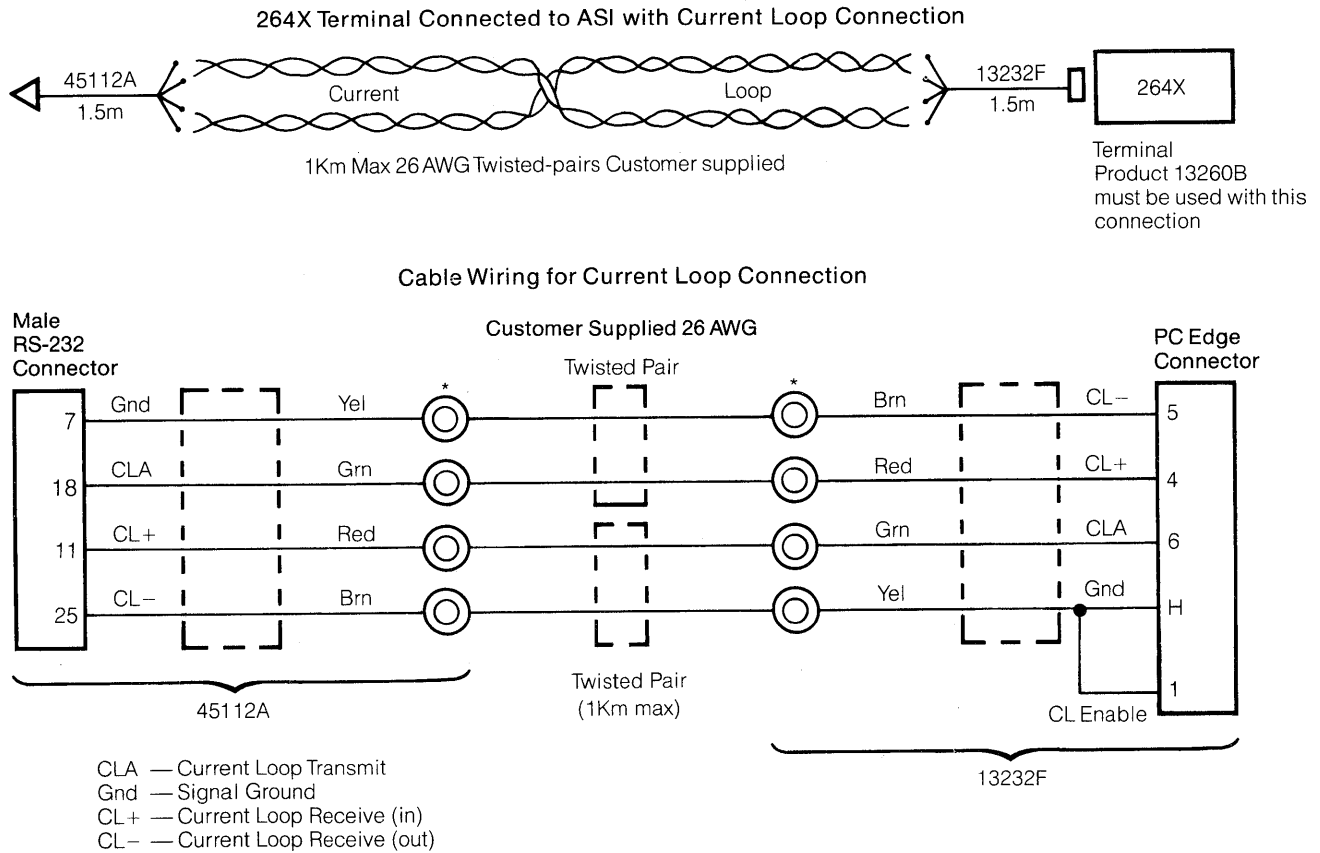 264X Terminal Connected to ASI with Current Loop Connection
45112A
1.5m
Current
Loop
13232F
1.5m
264X
1Km Max 26 AWG Twisted-pairs Customer supplied
Terminal
Product 13260B
must be used with this
connection
Cable Wiring for Current Loop Connection
Male
RS-232
Connector
Customer Supplied 26 AWG
Twisted Pair
PC Edge
Connector
7 Gnd Yel * * Brn CL− 5
18 CLA Grn Red CL+ 4
11 CL+ Red Grn CLA 6
25 CL− Brn Yel Gnd H
1
CL Enable
45112A
Twisted Pair
(1Km max)
13232F
CLA — Current Loop Transmit
Gnd — Signal Ground
CL+ — Current Loop Receive (in)
CL− — Current Loop Receive (out)